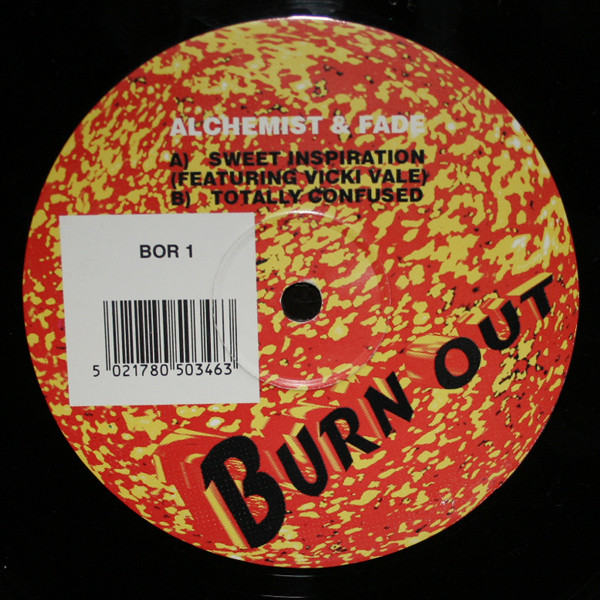 ALCHEMIST & FADE
A) SWEET INSPIRATION
(FEATURING VICKI VALE)
B) TOTALLY CONFUSED
BOR 1
5 021780 503463
BURN OUT